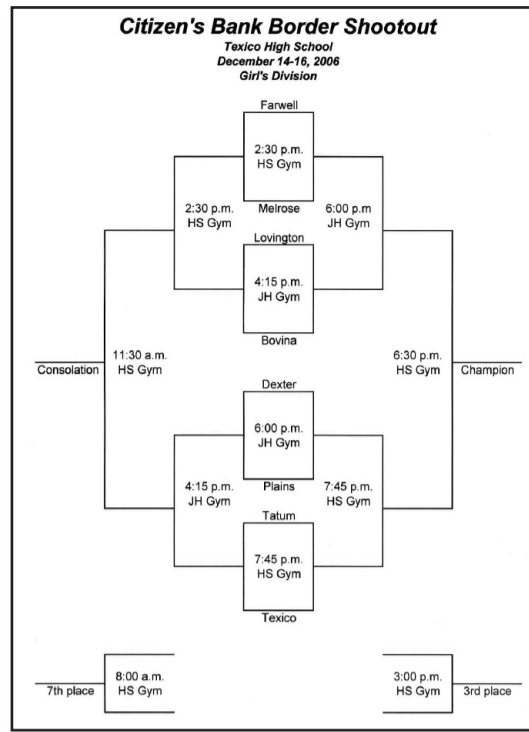 Citizen's Bank Border Shootout
Texico High School
December 14-16, 2006
Girl's Division
Farwell
2:30 p.m.
HS Gym
Melrose
2:30 p.m.
HS Gym
6:00 p.m
JH Gym
Lovington
4:15 p.m.
JH Gym
Bovina
11:30 a.m.
HS Gym
Consolation
6:30 p.m.
HS Gym
Champion
Dexter
6:00 p.m.
JH Gym
Plains
4:15 p.m.
JH Gym
7:45 p.m.
HS Gym
Tatum
7:45 p.m.
HS Gym
Texico
8:00 a.m.
HS Gym
7th place
3:00 p.m.
HS Gym
3rd place